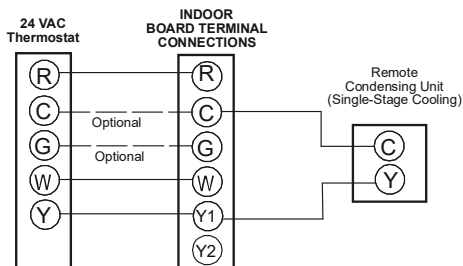 24 VAC
Thermostat
INDOOR
BOARD TERMINAL
CONNECTIONS
Remote
Condensing Unit
(Single-Stage Cooling)
R R
C Optional C C
G Optional G
W W Y
Y Y1
Y2